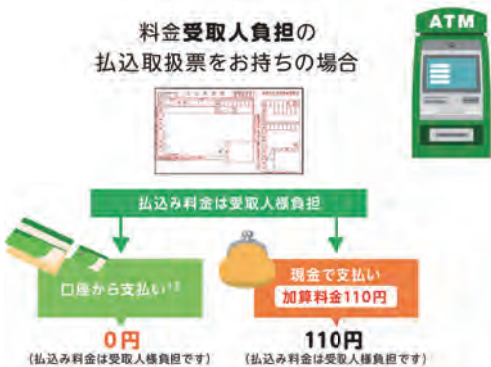 ATM
料金受取人負担の
払込取扱票をお持ちの場合
払込み料金は受取人様負担
口座から支払い
現金で支払い
加算料金110円
0円
(払込み料金は受取人様負担です)
110円
(払込み料金は受取人様負担です)